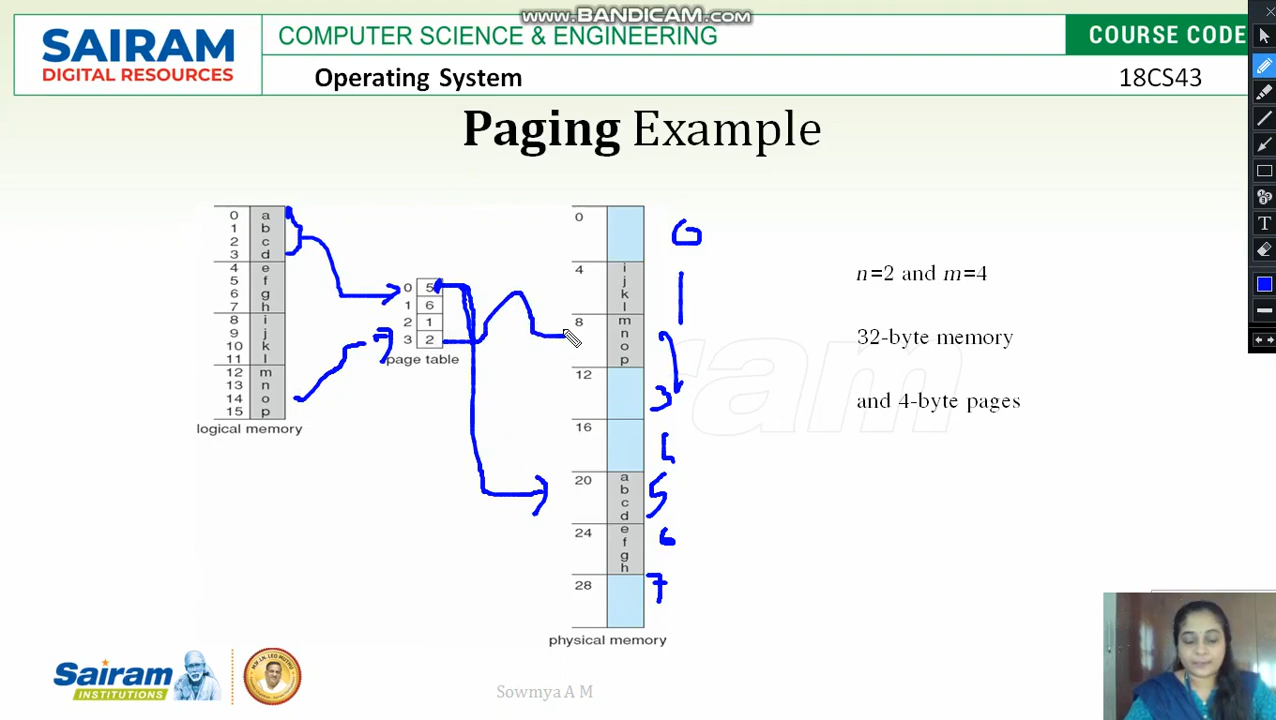 www.BANDICAM.com
SAIRAM
DIGITAL RESOURCES
COMPUTER SCIENCE & ENGINEERING
COURSE CODE
Operating System
18CS43
Paging Example
0 a
1 b
2 c
3 d
4 e
5 f
6 g
7 h
8 i
9 j
10 k
11 l
12 m
13 n
14 o
15 p
logical memory
0 5
1 6
2 1
3 2
page table
0
4 i
j
k
l
8 m
n
o
p
12
16
20 a
b
c
d
24 e
f
g
h
28
physical memory
0
1
3
5
6
7
n=2 and m=4
32-byte memory
and 4-byte pages
Sairam
INSTITUTIONS
Sowmya A M